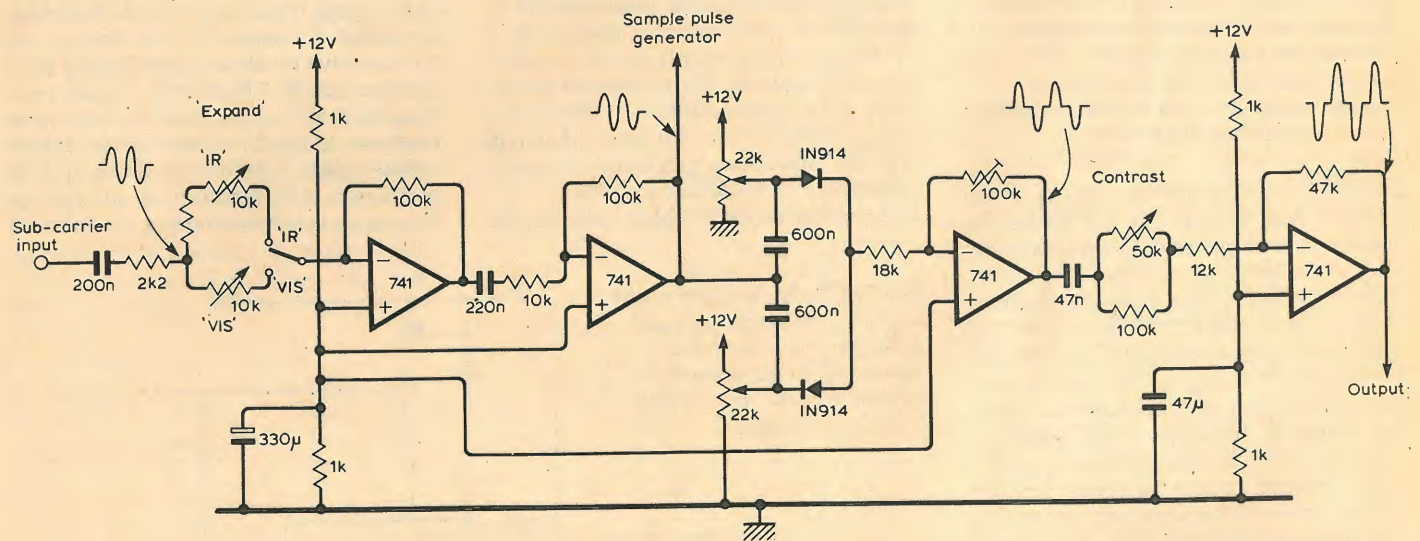 Sample pulse
generator
+12V
'Expand'
'IR'
10k
1k
Sub-carrier
input
200n
2k2
'IR'
'VIS'
10k
'VIS'
100k
−
741
+
220n
10k
100k
−
741
+
+12V
22k
IN914
600n
600n
+12V
22k
IN914
18k
100k
−
741
+
47n
Contrast
50k
100k
12k
+12V
1k
47k
−
741
+
Output
330μ
1k
47μ
1k